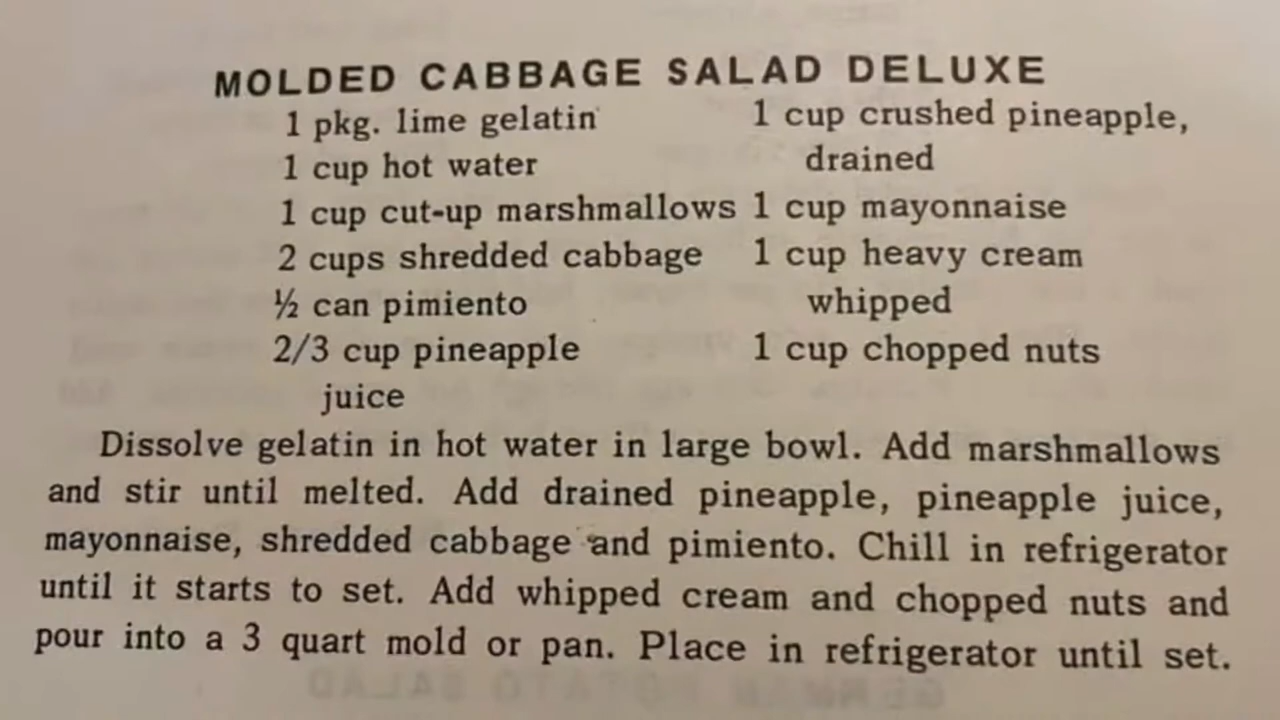 MOLDED CABBAGE SALAD DELUXE
1 pkg. lime gelatin
1 cup hot water
1 cup cut-up marshmallows
2 cups shredded cabbage
½ can pimiento
2/3 cup pineapple
juice
1 cup crushed pineapple,
drained
1 cup mayonnaise
1 cup heavy cream
whipped
1 cup chopped nuts
Dissolve gelatin in hot water in large bowl. Add marshmallows
and stir until melted. Add drained pineapple, pineapple juice,
mayonnaise, shredded cabbage and pimiento. Chill in refrigerator
until it starts to set. Add whipped cream and chopped nuts and
pour into a 3 quart mold or pan. Place in refrigerator until set.
GERMAN POTATO SALAD